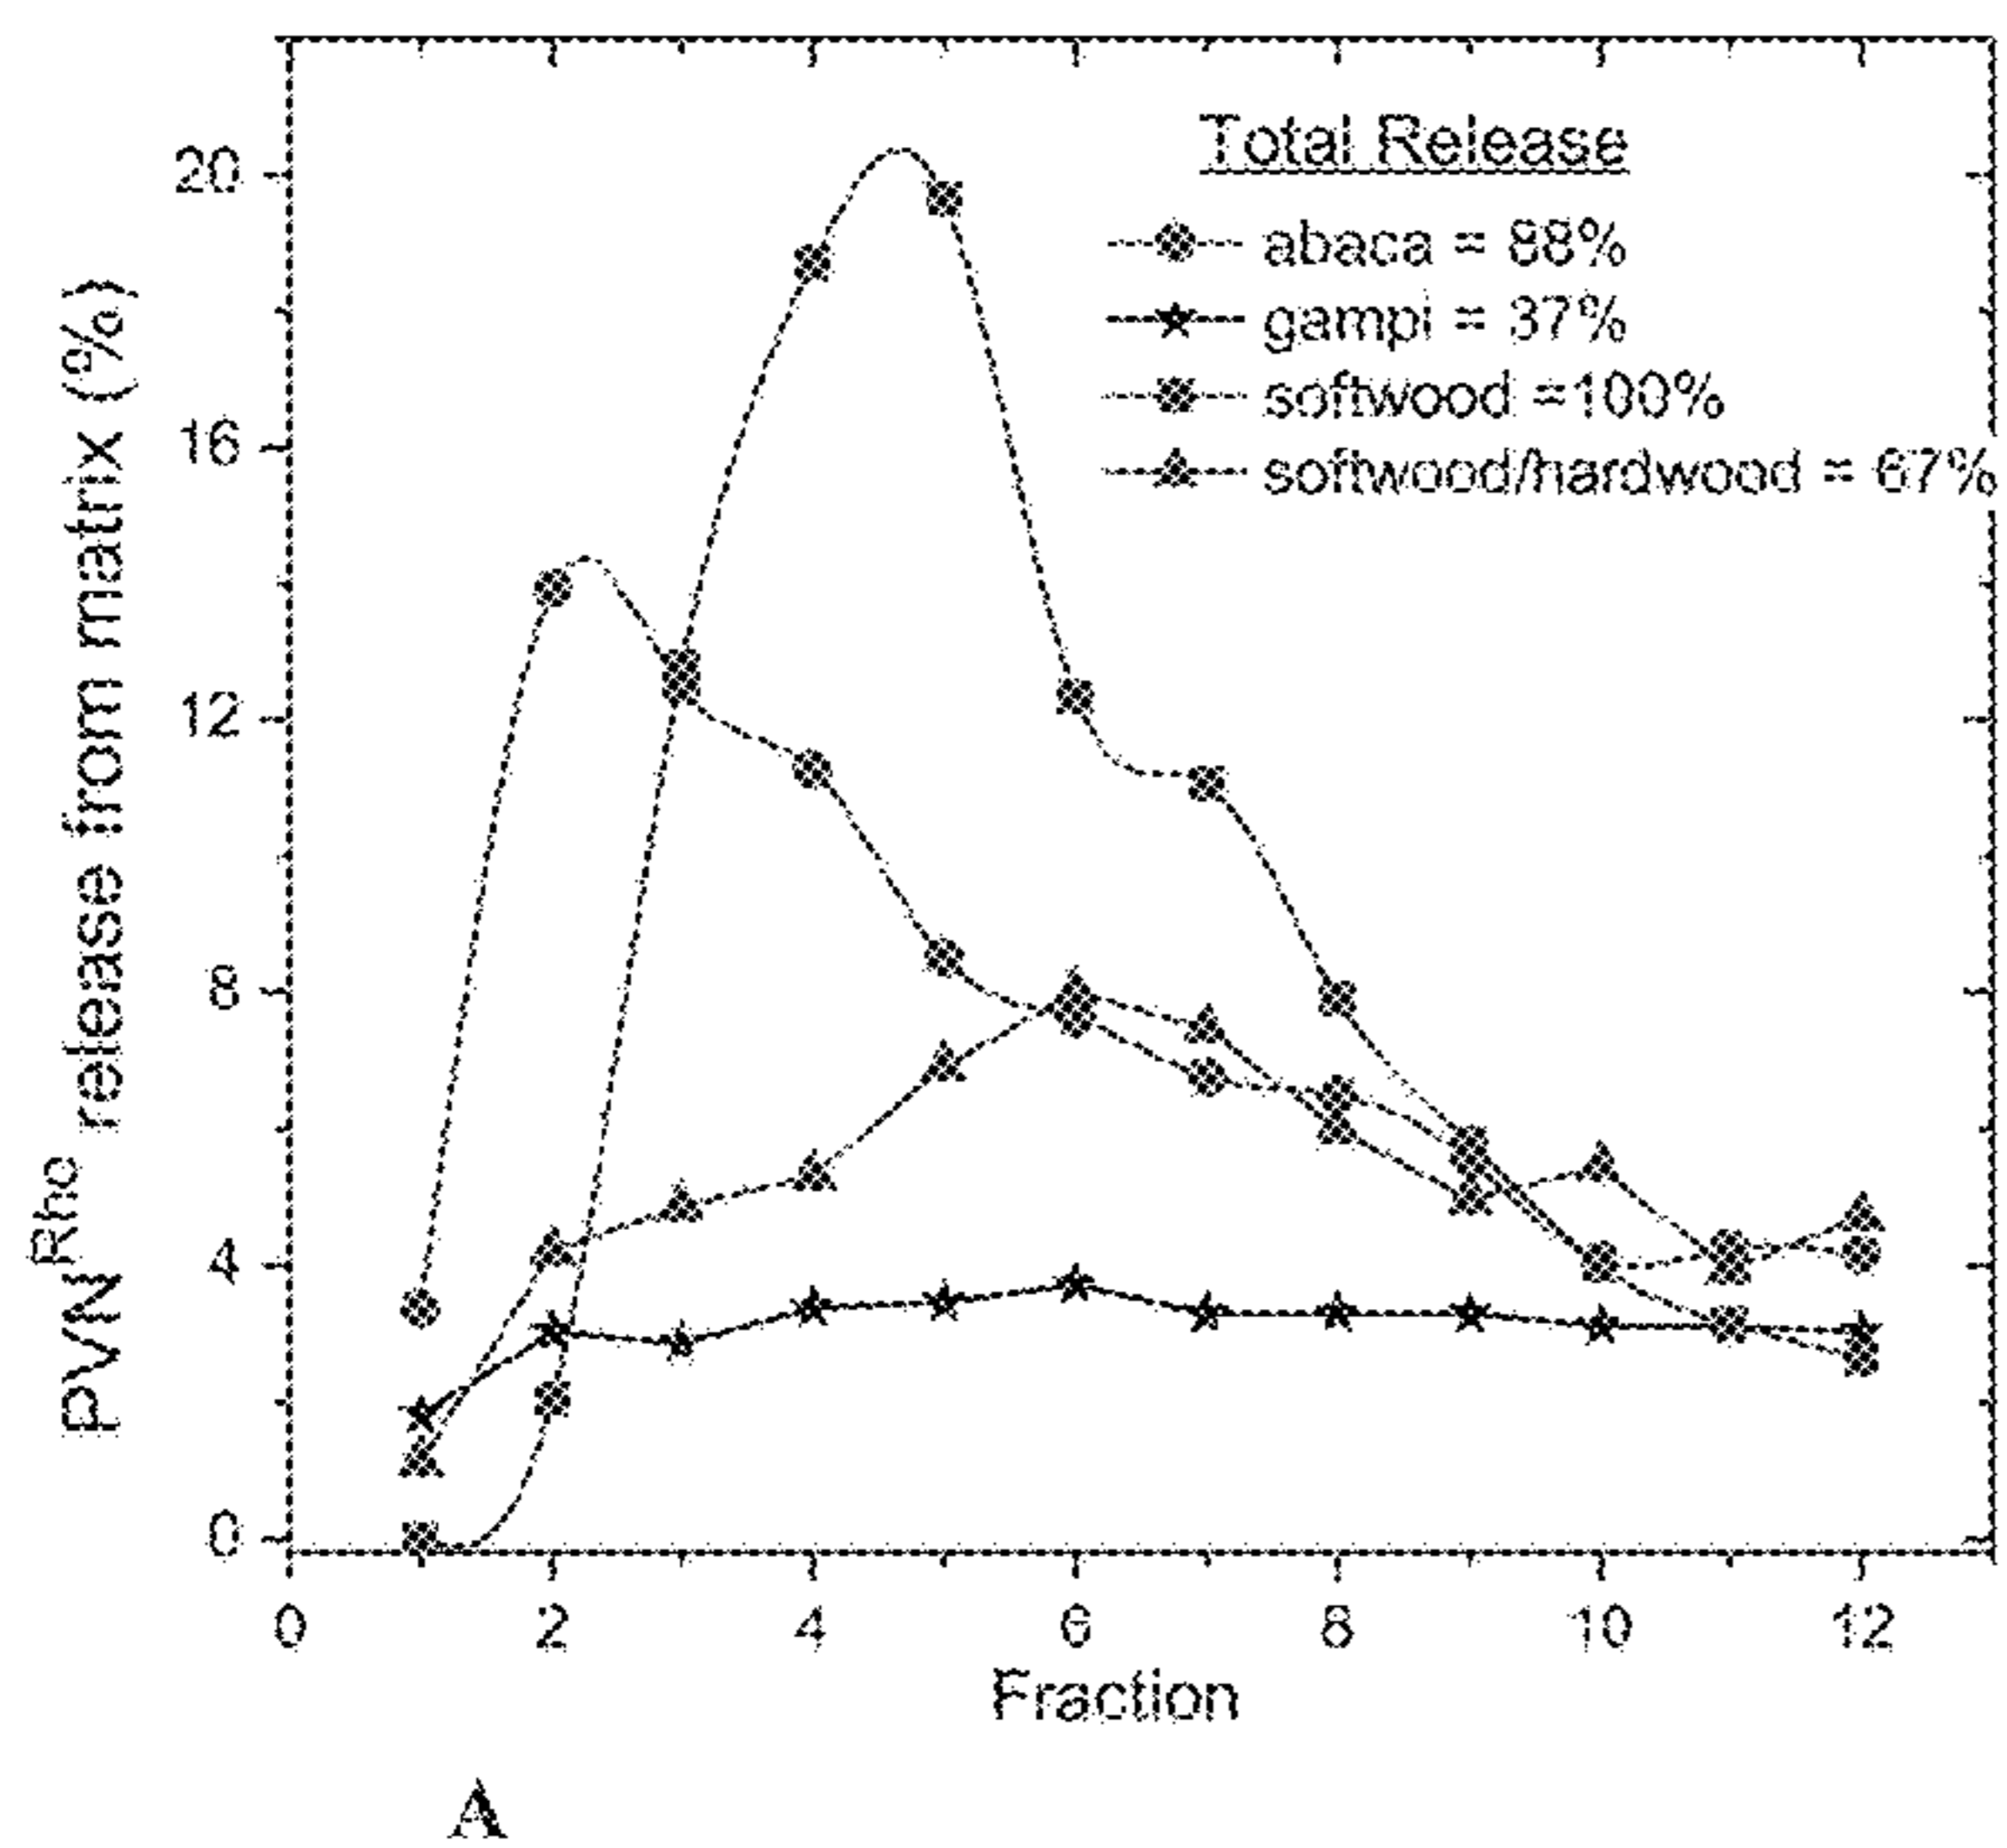 Total Release
abaca = 88%
gampi = 37%
softwood =100%
softwood/hardwood = 67%
PVN^Rho release from matrix (%)
20
16
12
8
4
0
0 2 4 6 8 10 12
Fraction
A